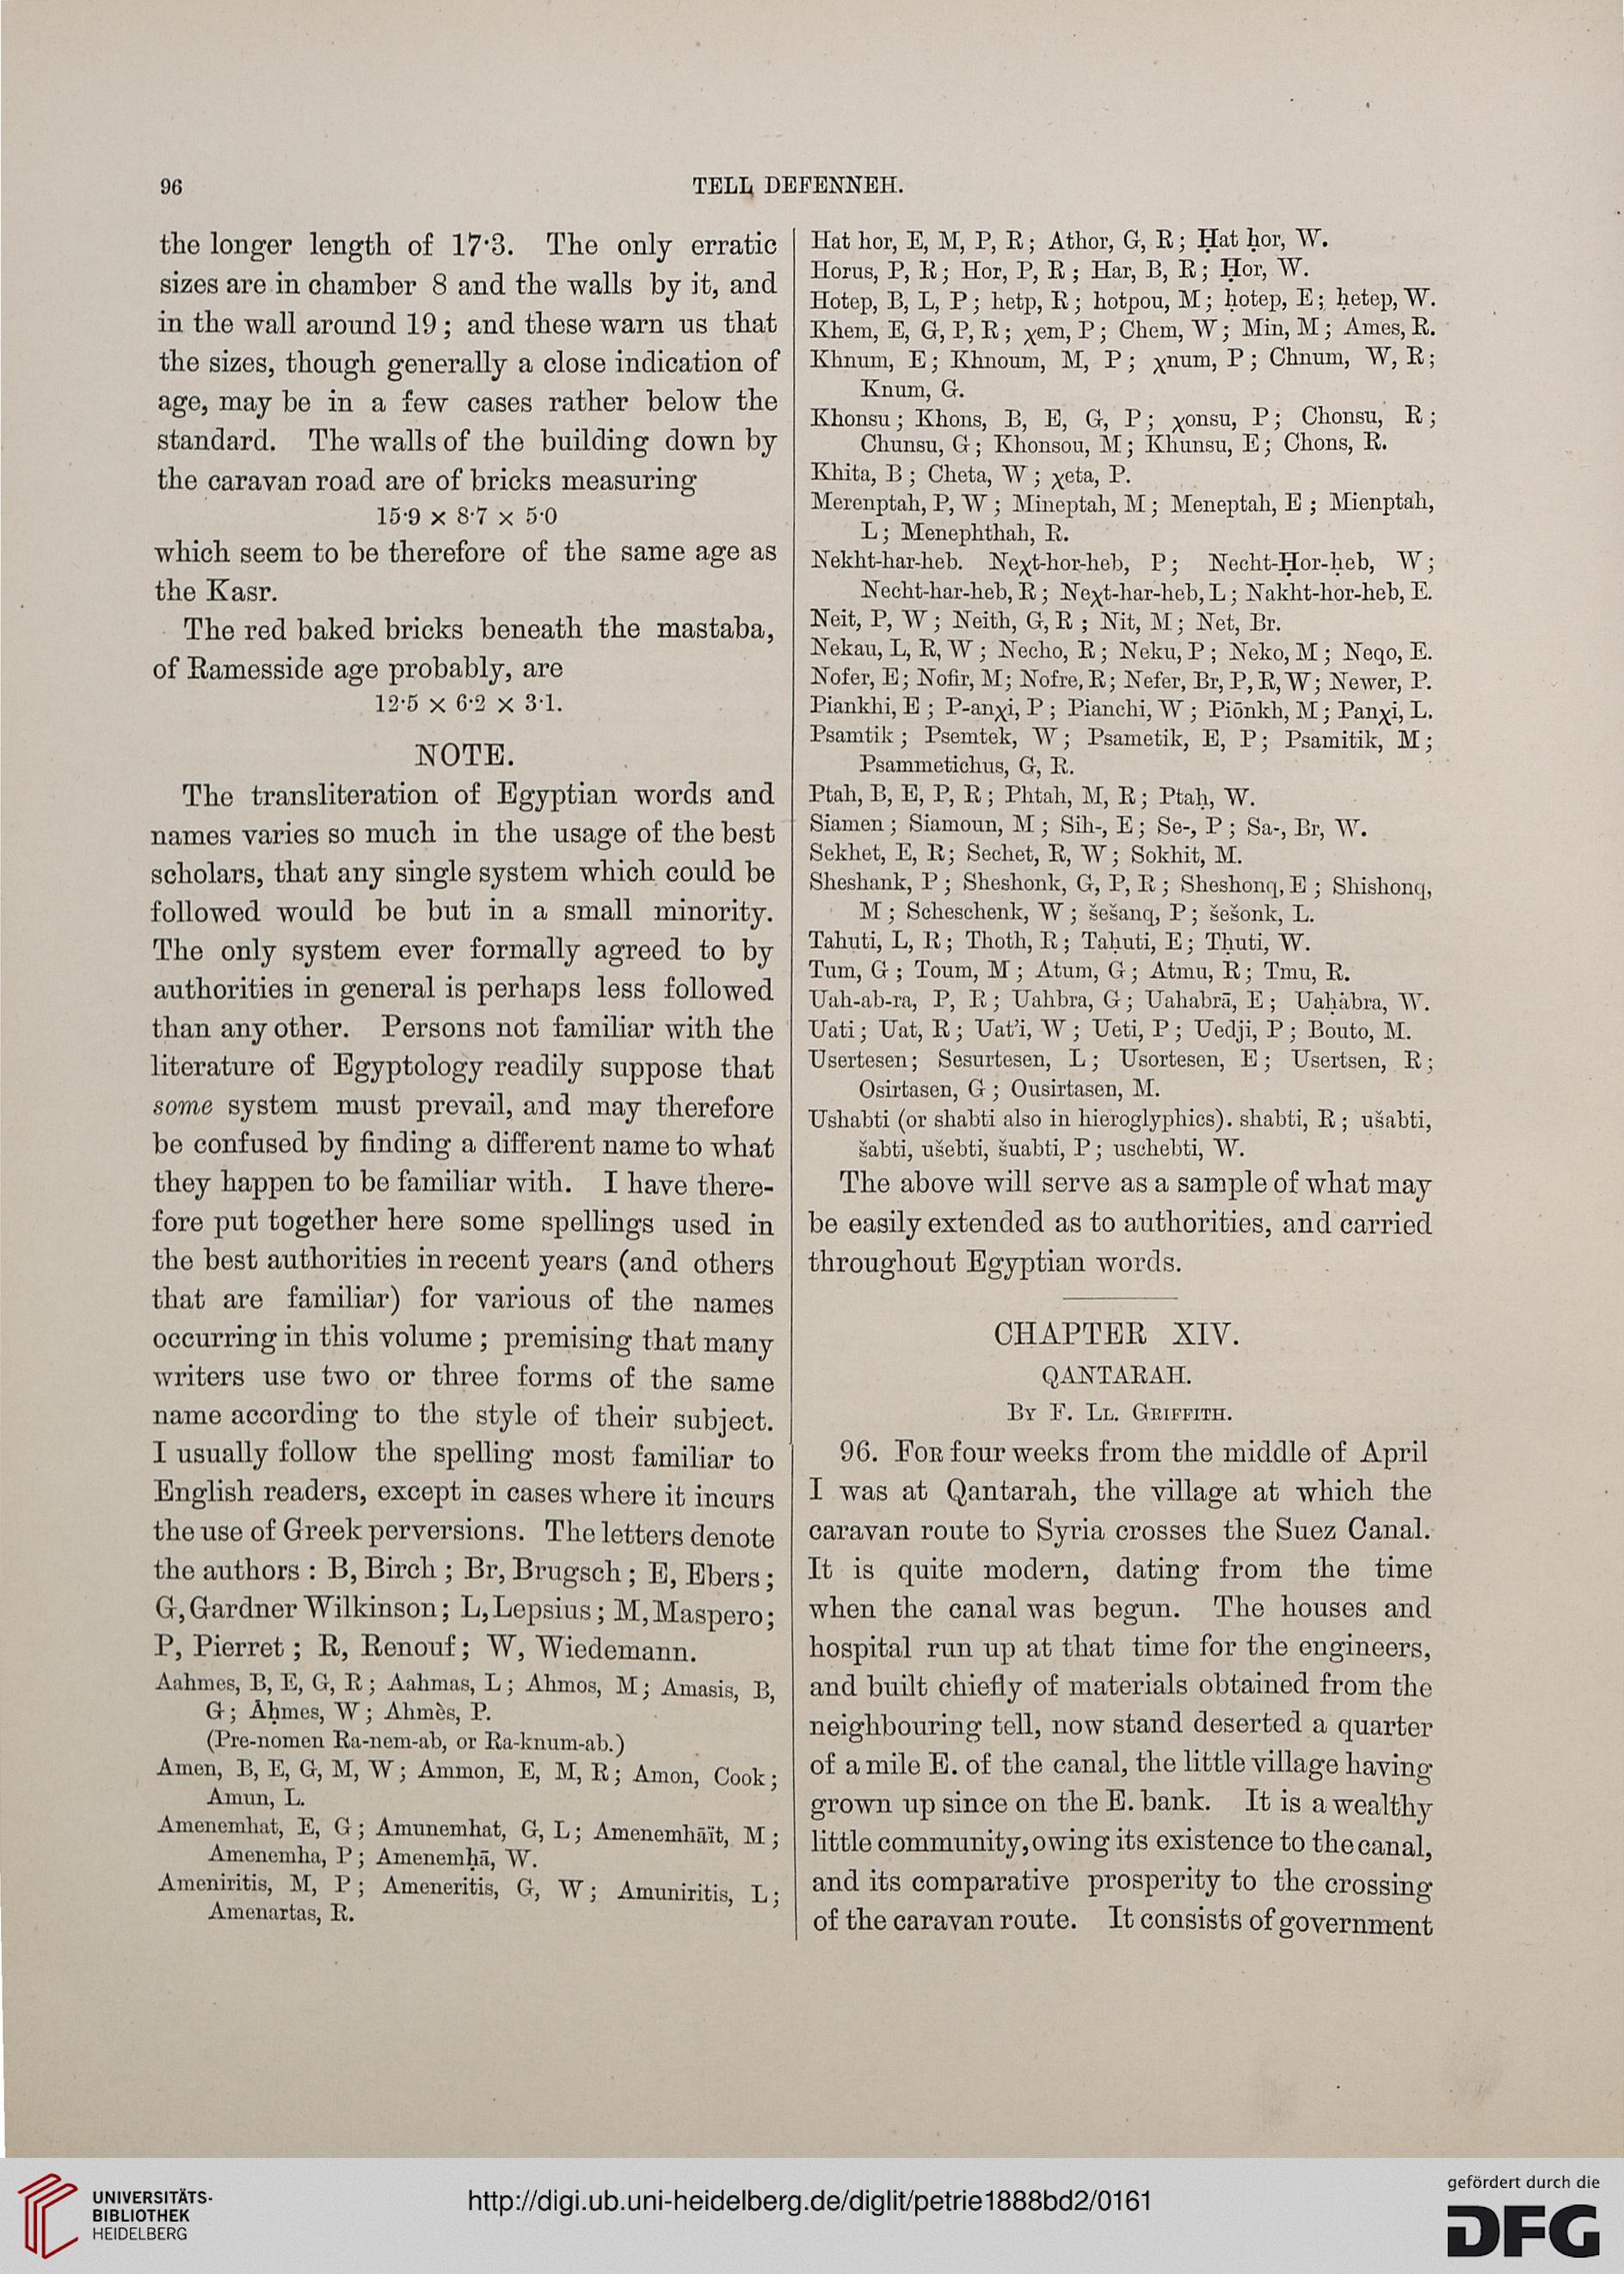 96
TELL DEFENNEH.
the longer length of 17·3. The only erratic
sizes are in chamber 8 and the walls by it, and
in the wall around 19; and these warn us that
the sizes, though generally a close indication of
age, may be in a few cases rather below the
standard. The walls of the building down by
the caravan road are of bricks measuring
15·9 × 8·7 × 5·0
which seem to be therefore of the same age as
the Kasr.
The red baked bricks beneath the mastaba,
of Ramesside age probably, are
12·5 × 6·2 × 3·1.
NOTE.
The transliteration of Egyptian words and
names varies so much in the usage of the best
scholars, that any single system which could be
followed would be but in a small minority.
The only system ever formally agreed to by
authorities in general is perhaps less followed
than any other. Persons not familiar with the
literature of Egyptology readily suppose that
some system must prevail, and may therefore
be confused by finding a different name to what
they happen to be familiar with. I have there-
fore put together here some spellings used in
the best authorities in recent years (and others
that are familiar) for various of the names
occurring in this volume; premising that many
writers use two or three forms of the same
name according to the style of their subject.
I usually follow the spelling most familiar to
English readers, except in cases where it incurs
the use of Greek perversions. The letters denote
the authors: B, Birch; Br, Brugsch; E, Ebers;
G, Gardner Wilkinson; L, Lepsius; M, Maspero;
P, Pierret; R, Renouf; W, Wiedemann.
Aahmes, B, E, G, R; Aahmas, L; Ahmos, M; Amasis, B,
G; Āḥmes, W; Ahmès, P.
(Pre-nomen Ra-nem-ab, or Ra-knum-ab.)
Amen, B, E, G, M, W; Ammon, E, M, R; Amon, Cook;
Amun, L.
Amenemhat, E, G; Amunemhat, G, L; Amenemhāït, M;
Amenemha, P; Amenemḥā, W.
Ameniritis, M, P; Ameneritis, G, W; Amuniritis, L;
Amenartas, R.
Hat hor, E, M, P, R; Athor, G, R; Ḥat ḥor, W.
Horus, P, R; Hor, P, R; Har, B, R; Ḥor, W.
Hotep, B, L, P; hetp, R; hotpou, M; ḥotep, E; ḥetep, W.
Khem, E, G, P, R; χem, P; Chem, W; Min, M; Ames, R.
Khnum, E; Khnoum, M, P; χnum, P; Chnum, W, R;
Knum, G.
Khonsu; Khons, B, E, G, P; χonsu, P; Chonsu, R;
Chunsu, G; Khonsou, M; Khunsu, E; Chons, R.
Khita, B; Cheta, W; χeta, P.
Merenptah, P, W; Mineptah, M; Meneptah, E; Mienptah,
L; Menephthah, R.
Nekht-har-heb. Neχt-hor-heb, P; Necht-Ḥor-ḥeb, W;
Necht-har-heb, R; Neχt-har-heb, L; Nakht-hor-heb, E.
Neit, P, W; Neith, G, R; Nit, M; Net, Br.
Nekau, L, R, W; Necho, R; Neku, P; Neko, M; Neqo, E.
Nofer, E; Nofir, M; Nofre, R; Nefer, Br, P, R, W; Newer, P.
Piankhi, E; P-anχi, P; Pianchi, W; Piōnkh, M; Panχi, L.
Psamtik; Psemtek, W; Psametik, E, P; Psamitik, M;
Psammetichus, G, R.
Ptah, B, E, P, R; Phtah, M, R; Ptaḥ, W.
Siamen; Siamoun, M; Sih-, E; Se-, P; Sa-, Br, W.
Sekhet, E, R; Sechet, R, W; Sokhit, M.
Sheshank, P; Sheshonk, G, P, R; Sheshonq, E; Shishonq,
M; Scheschenk, W; šešanq, P; šešonk, L.
Tahuti, L, R; Thoth, R; Taḥuti, E; Tḥuti, W.
Tum, G; Toum, M; Atum, G; Atmu, R; Tmu, R.
Uah-ab-ra, P, R; Uahbra, G; Uahabrā, E; Uaḥábra, W.
Uati; Uat, R; Uat'i, W; Ueti, P; Uedji, P; Bouto, M.
Usertesen; Sesurtesen, L; Usortesen, E; Usertsen, R;
Osirtasen, G; Ousirtasen, M.
Ushabti (or shabti also in hieroglyphics). shabti, R; ušabti,
šabti, ušebti, šuabti, P; uschebti, W.
The above will serve as a sample of what may
be easily extended as to authorities, and carried
throughout Egyptian words.
CHAPTER XIV.
QANTARAH.
By F. Ll. Griffith.
96. For four weeks from the middle of April
I was at Qantarah, the village at which the
caravan route to Syria crosses the Suez Canal.
It is quite modern, dating from the time
when the canal was begun. The houses and
hospital run up at that time for the engineers,
and built chiefly of materials obtained from the
neighbouring tell, now stand deserted a quarter
of a mile E. of the canal, the little village having
grown up since on the E. bank. It is a wealthy
little community, owing its existence to the canal,
and its comparative prosperity to the crossing
of the caravan route. It consists of government
UNIVERSITÄTS-
BIBLIOTHEK
HEIDELBERG
http://digi.ub.uni-heidelberg.de/diglit/petrie1888bd2/0161
gefördert durch die
DFG